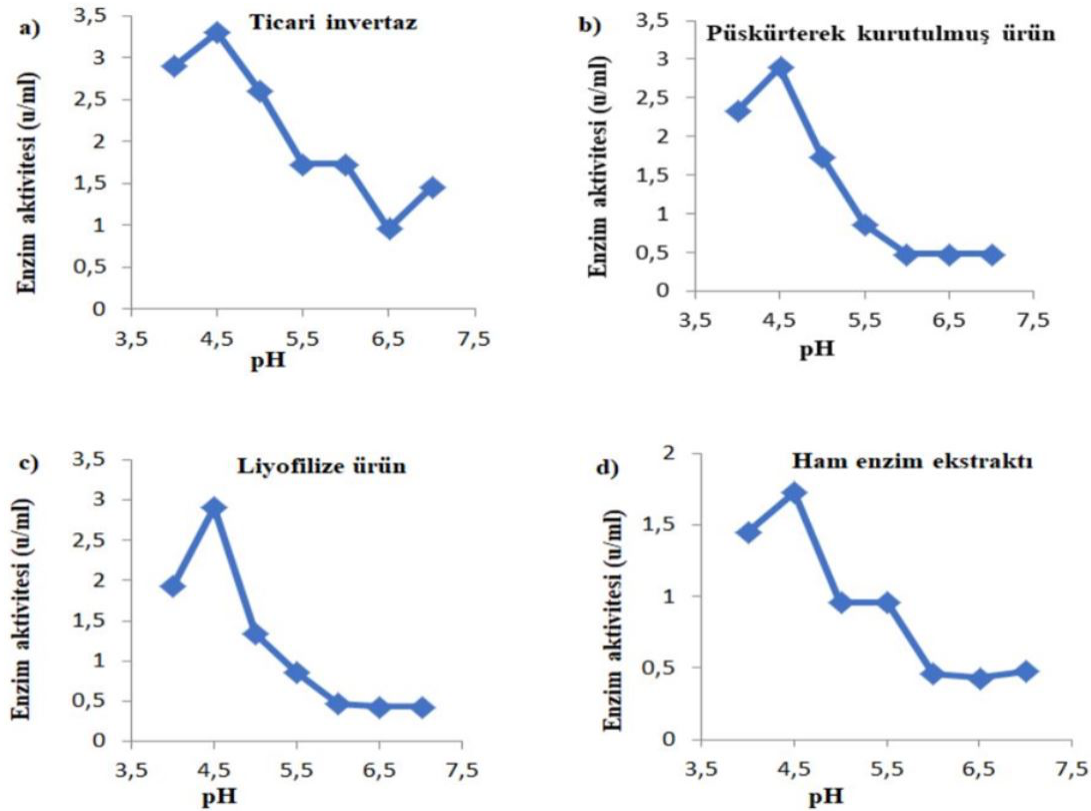 a)
Ticari invertaz
Enzim aktivitesi (u/ml)
3,5
3
2,5
2
1,5
1
0,5
0
3,5 4,5 5,5 6,5 7,5
pH
b)
Püskürterek kurutulmuş ürün
Enzim aktivitesi (u/ml)
3,5
3
2,5
2
1,5
1
0,5
0
3,5 4,5 5,5 6,5 7,5
pH
c)
Liyofilize ürün
Enzim aktivitesi (u/ml)
3,5
3
2,5
2
1,5
1
0,5
0
3,5 4,5 5,5 6,5 7,5
pH
d)
Ham enzim ekstraktı
Enzim aktivitesi (u/ml)
2
1,5
1
0,5
0
3,5 4,5 5,5 6,5 7,5
pH